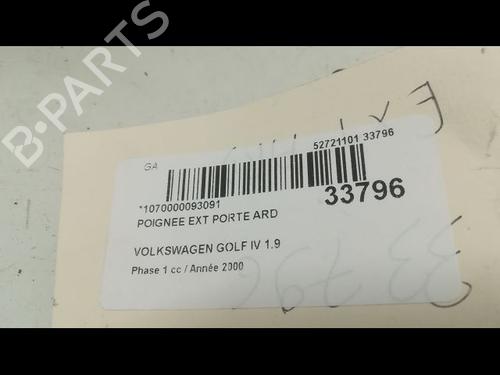 B-PARTS
GA
52721101 33796
*1070000093091
33796
POIGNEE EXT PORTE ARD
VOLKSWAGEN GOLF IV 1.9
Phase 1 cc / Année 2000
33796